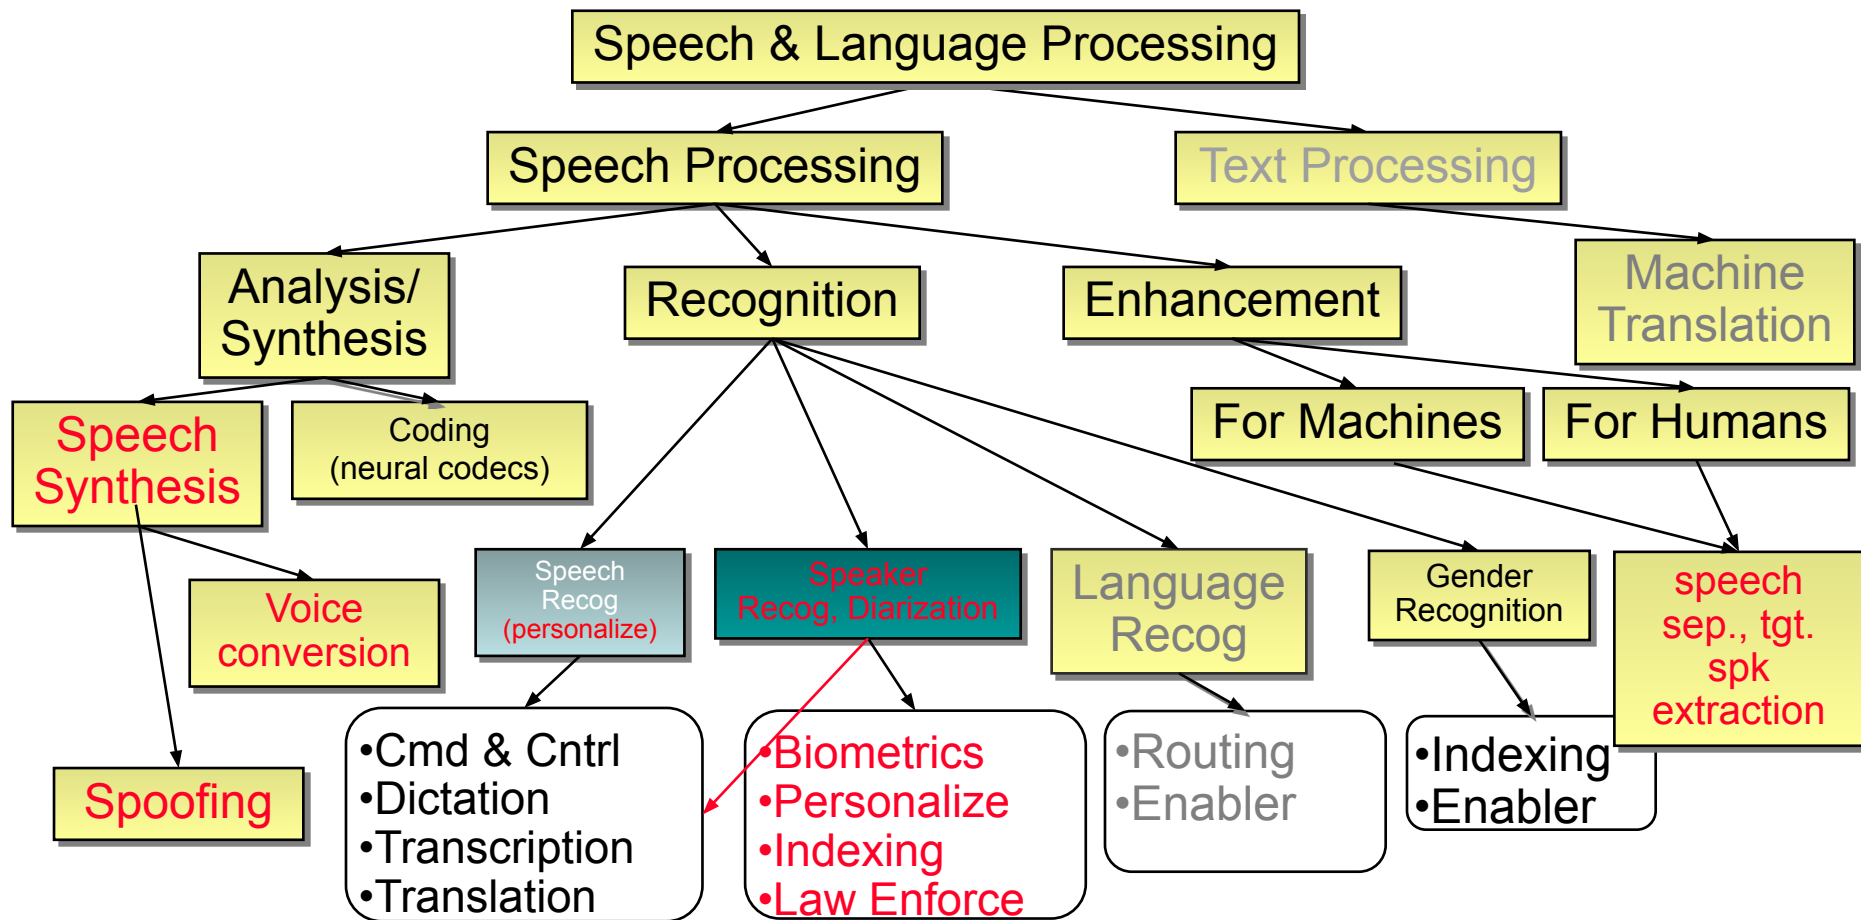 Speech & Language Processing
Speech Processing
Text Processing
Analysis/
Synthesis
Recognition
Enhancement
Machine
Translation
Speech
Synthesis
Coding
(neural codecs)
For Machines
For Humans
Voice
conversion
Speech
Recog
(personalize)
Speaker
Recog, Diarization
Language
Recog
Gender
Recognition
speech
sep., tgt.
spk
extraction
Spoofing
•Cmd & Cntrl
•Dictation
•Transcription
•Translation
•Biometrics
•Personalize
•Indexing
•Law Enforce
•Routing
•Enabler
•Indexing
•Enabler